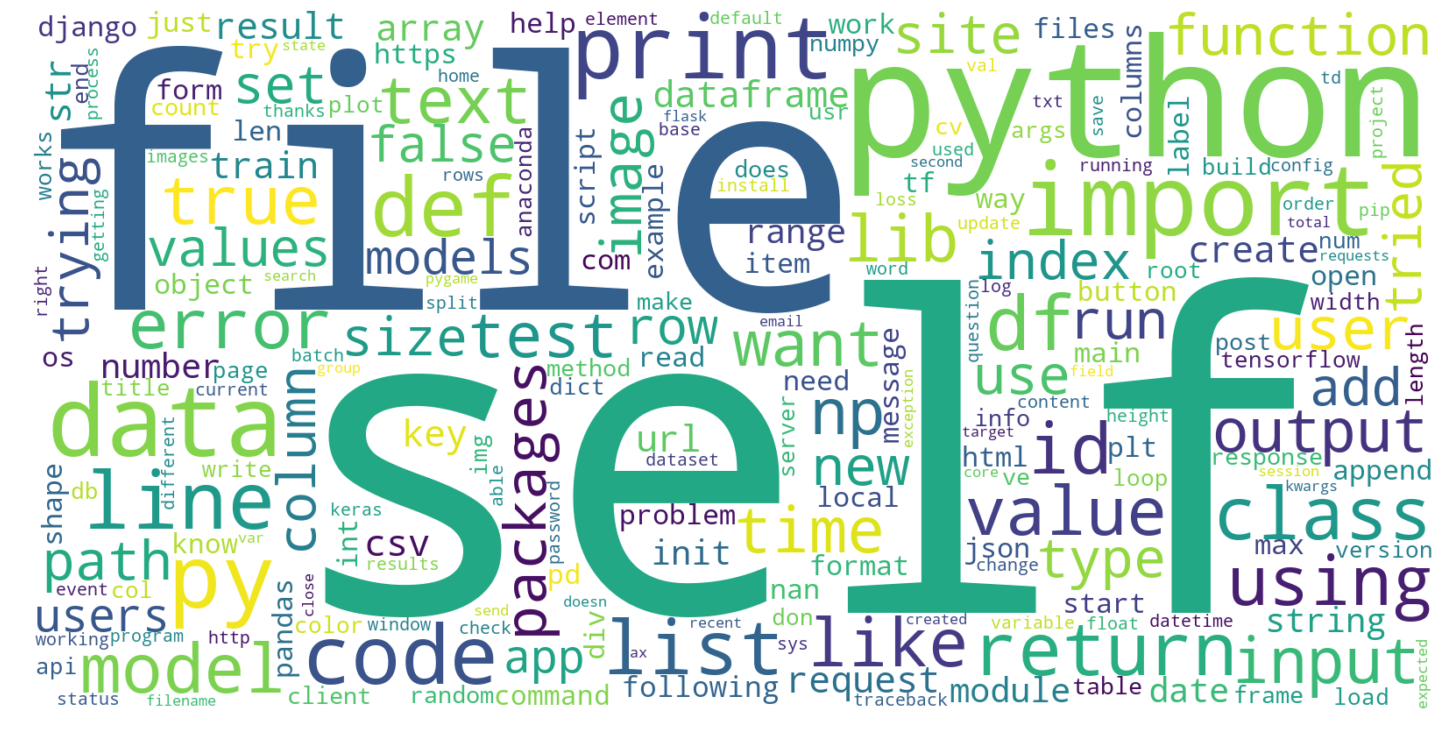 django
just
result
array
help
element
default
work
site
files
function
try
state
https
print
numpy
val
columns
str
end
process
form
set
home
text
dataframe
python
td
count
thanks
plot
usr
txt
save
project
file
len
false
flask
base
cv
args
label
works
images
train
rows
anaconda
script
image
does
used
second
running
build
config
trying
getting
true
def
example
install
tf
loss
way
import
order
pip
tried
values
models
range
lib
update
total
object
search
pygame
com
item
word
index
create
num
requests
right
split
make
root
open
error
size
test
row
email
want
question
log
df
button
run
width
user
os
number
page
batch
group
read
message
main
post
tensorflow
length
title
current
column
method
dict
need
use
field
add
data
self
packages
key
url
np
exception
info
content
height
output
img
able
dataset
server
new
target
html
id
plt
response
shape
db
line
write
different
core
ve
loop
session
append
keras
problem
local
value
kwargs
class
path
know
var
int
csv
results
password
init
time
json
change
type
max
version
event
col
py
close
pd
format
nan
using
users
pandas
color
window
send
check
doesn
div
list
recent
don
sys
like
created
start
variable
float
datetime
string
working
program
http
code
app
ax
return
input
api
model
following
request
traceback
module
table
date
frame
load
expected
status
filename
client
random
command